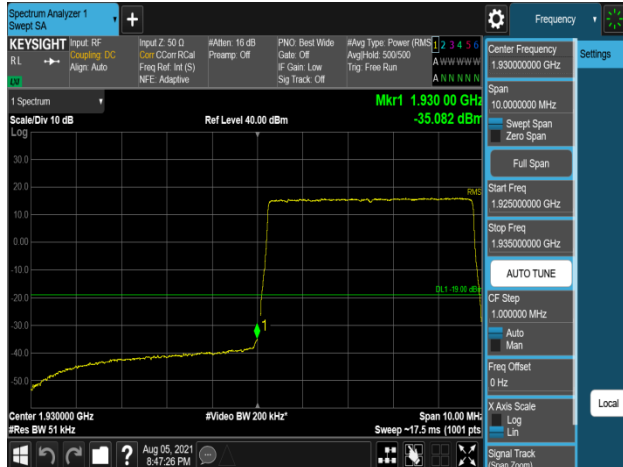 Spectrum Analyzer 1
Swept SA
+
Frequency
KEYSIGHT
RL
LV
Input: RF
Coupling: DC
Align: Auto
Input Z: 50 Ω
Corr CCorr RCal
Freq Ref: Int (S)
NFE: Adaptive
#Atten: 16 dB
Preamp: Off
PNO: Best Wide
Gate: Off
IF Gain: Low
Sig Track: Off
#Avg Type: Power (RMS
Avg|Hold: 500/500
Trig: Free Run
1 2 3 4 5 6
A W W W W W
A N N N N N
1 Spectrum
Mkr1 1.930 00 GHz
-35.082 dBm
Scale/Div 10 dB
Ref Level 40.00 dBm
Log
30.0
20.0
10.0
0.00
-10.0
-20.0
-30.0
-40.0
-50.0
RMS
DL1 -19.00 dBm
1
Center 1.930000 GHz
#Res BW 51 kHz
#Video BW 200 kHz*
Span 10.00 MHz
Sweep ~17.5 ms (1001 pts
?
Aug 05, 2021
8:47:26 PM
Center Frequency
1.930000000 GHz
Span
10.0000000 MHz
Swept Span
Zero Span
Full Span
Start Freq
1.925000000 GHz
Stop Freq
1.935000000 GHz
AUTO TUNE
CF Step
1.000000 MHz
Auto
Man
Freq Offset
0 Hz
X Axis Scale
Log
Lin
Signal Track
(Span Zoom)
Settings
Local